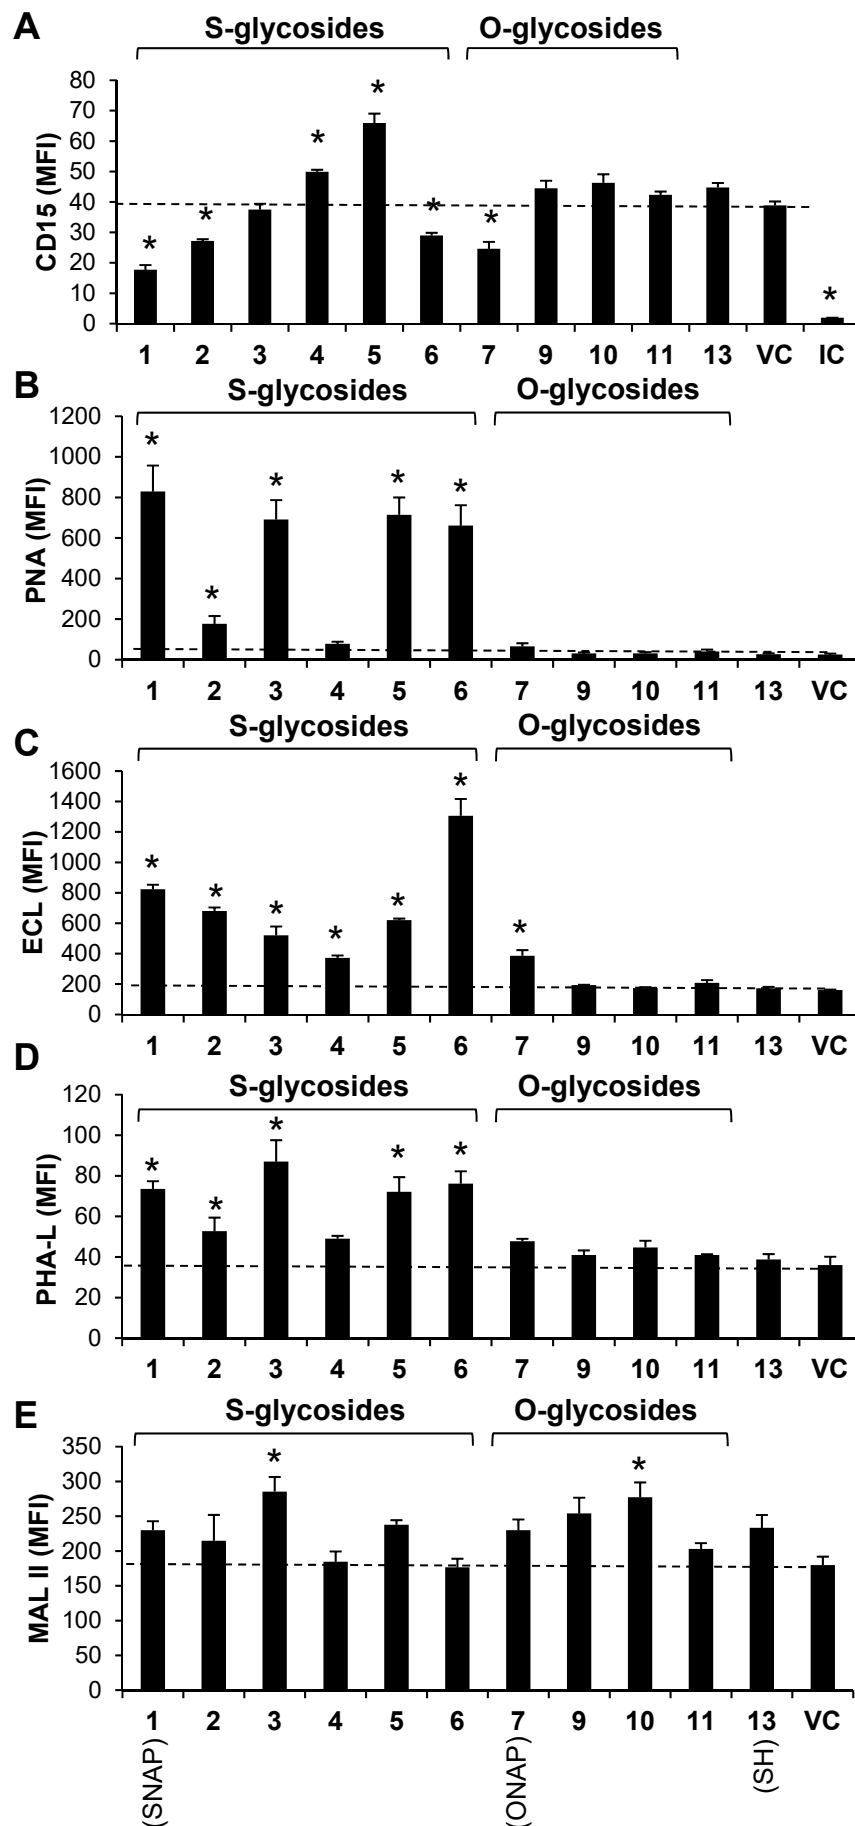 A
S-glycosides O-glycosides
CD15 (MFI)
80
70
60
50
40
30
20
10
0
* * * * * * * *
1 2 3 4 5 6 7 9 10 11 13 VC IC
B
S-glycosides O-glycosides
PNA (MFI)
1200
1000
800
600
400
200
0
* * * * *
1 2 3 4 5 6 7 9 10 11 13 VC
C
S-glycosides O-glycosides
ECL (MFI)
1600
1400
1200
1000
800
600
400
200
0
* * * * * * *
1 2 3 4 5 6 7 9 10 11 13 VC
D
S-glycosides O-glycosides
PHA-L (MFI)
120
100
80
60
40
20
0
* * * * *
1 2 3 4 5 6 7 9 10 11 13 VC
E
S-glycosides O-glycosides
MAL II (MFI)
350
300
250
200
150
100
50
0
* *
1 2 3 4 5 6 7 9 10 11 13 VC
(SNAP) (ONAP) (SH)